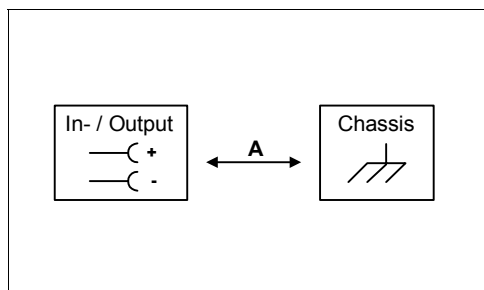 In- / Output
+
-
A
Chassis